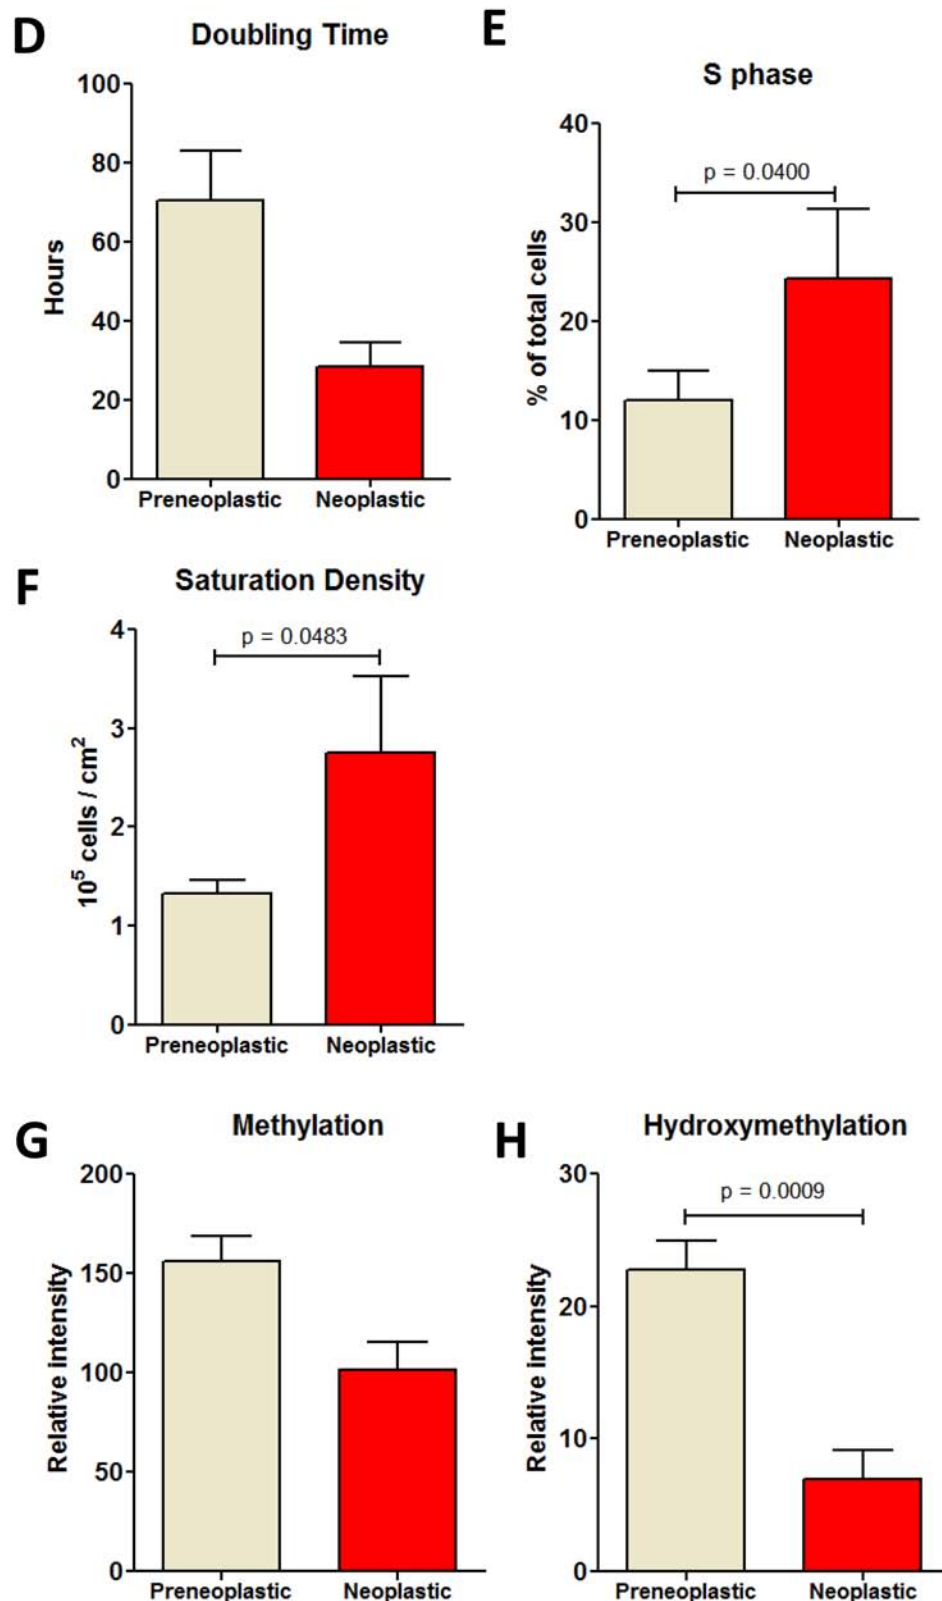 D
Doubling Time
Hours
100
80
60
40
20
0
Preneoplastic
Neoplastic
E
S phase
% of total cells
40
30
20
10
0
p = 0.0400
Preneoplastic
Neoplastic
F
Saturation Density
10⁵ cells / cm²
4
3
2
1
0
p = 0.0483
Preneoplastic
Neoplastic
G
Methylation
Relative intensity
200
150
100
50
0
Preneoplastic
Neoplastic
H
Hydroxymethylation
Relative intensity
30
20
10
0
p = 0.0009
Preneoplastic
Neoplastic